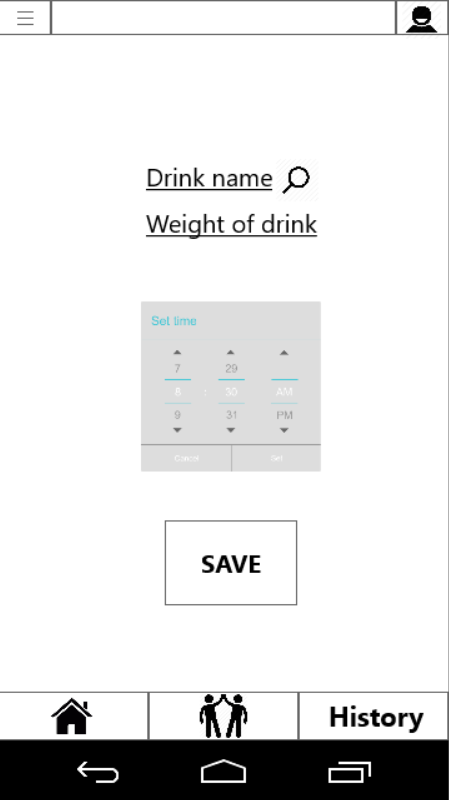 Drink name
Weight of drink
Set time
7 29
8 : 30 AM
9 31 PM
Cancel Set
SAVE
History